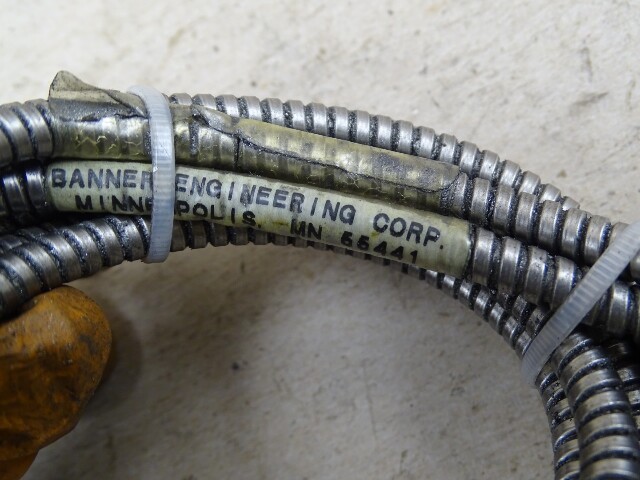 BANNER ENGINEERING CORP.
MINNEAPOLIS, MN 55441